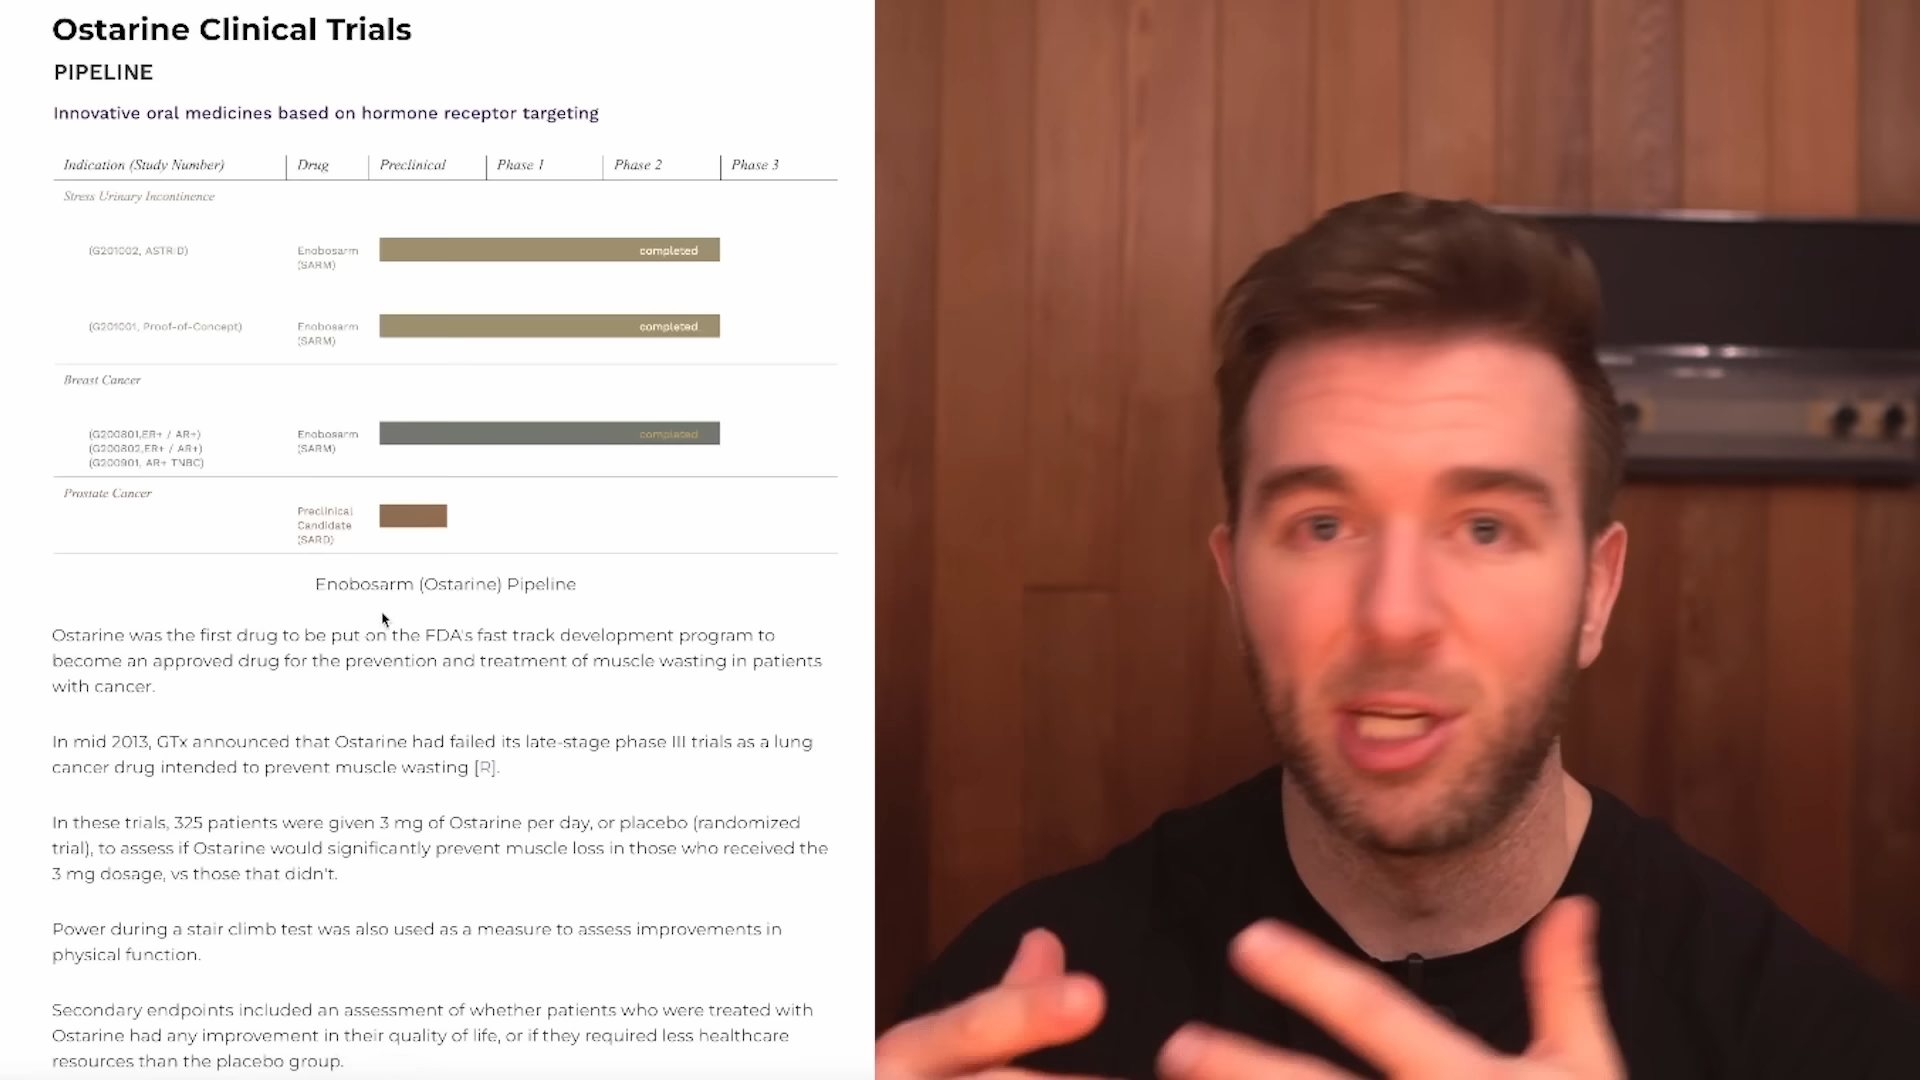 Ostarine Clinical Trials
PIPELINE
Innovative oral medicines based on hormone receptor targeting
Indication (Study Number) Drug Preclinical Phase 1 Phase 2 Phase 3
Stress Urinary Incontinence
(G201002, ASTRID) Enobosarm completed
(SARM)
(G201001, Proof-of-Concept) Enobosarm completed
(SARM)
Breast Cancer
(G200801,ER+ / AR+) Enobosarm completed
(G200802,ER+ / AR+) (SARM)
(G200901, AR+ TNBC)
Prostate Cancer
Preclinical
Candidate
(SARD)
Enobosarm (Ostarine) Pipeline
Ostarine was the first drug to be put on the FDA's fast track development program to
become an approved drug for the prevention and treatment of muscle wasting in patients
with cancer.
In mid 2013, GTx announced that Ostarine had failed its late-stage phase III trials as a lung
cancer drug intended to prevent muscle wasting [R].
In these trials, 325 patients were given 3 mg of Ostarine per day, or placebo (randomized
trial), to assess if Ostarine would significantly prevent muscle loss in those who received the
3 mg dosage, vs those that didn't.
Power during a stair climb test was also used as a measure to assess improvements in
physical function.
Secondary endpoints included an assessment of whether patients who were treated with
Ostarine had any improvement in their quality of life, or if they required less healthcare
resources than the placebo group.